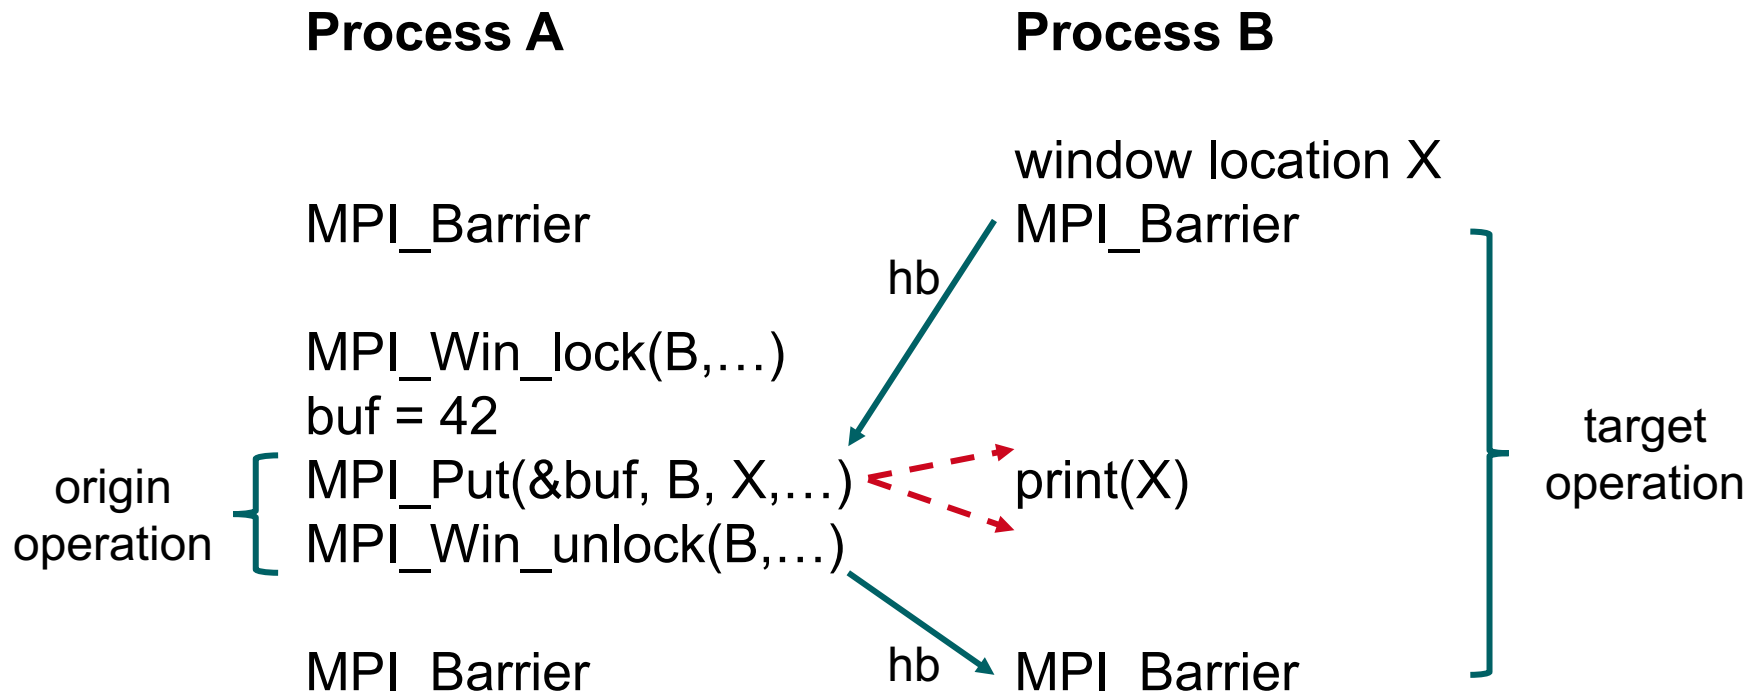 Process A
Process B
window location X
MPI_Barrier
MPI_Barrier
hb
MPI_Win_lock(B,…)
buf = 42
MPI_Put(&buf, B, X,…)
print(X)
MPI_Win_unlock(B,…)
origin
operation
target
operation
MPI_Barrier
hb
MPI_Barrier